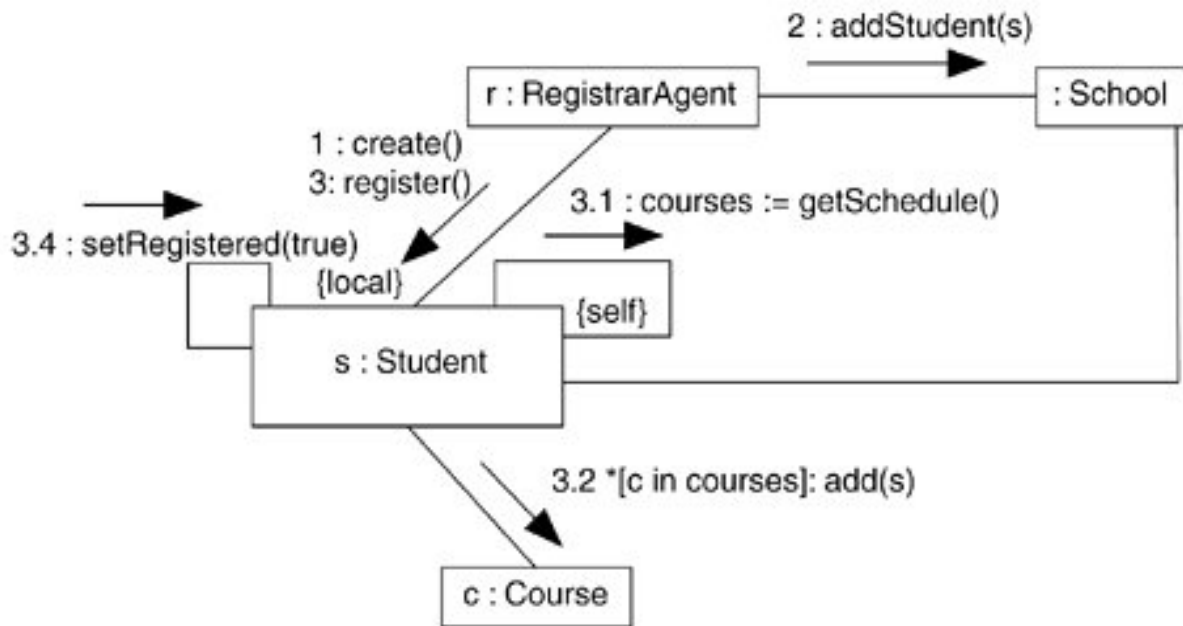 2 : addStudent(s)
r : RegistrarAgent
: School
1 : create()
3: register()
3.1 : courses := getSchedule()
3.4 : setRegistered(true)
{local}
{self}
s : Student
3.2 *[c in courses]: add(s)
c : Course